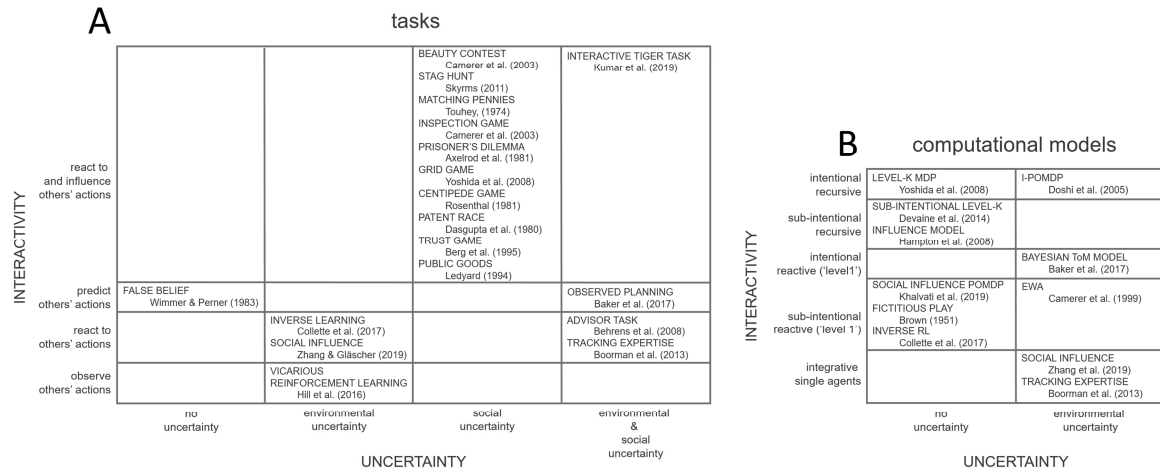 A
tasks
INTERACTIVITY
react to
and influence
others' actions
BEAUTY CONTEST
Camerer et al. (2003)
STAG HUNT
Skyrms (2011)
MATCHING PENNIES
Touhey, (1974)
INSPECTION GAME
Camerer et al. (2003)
PRISONER'S DILEMMA
Axelrod et al. (1981)
GRID GAME
Yoshida et al. (2008)
CENTIPEDE GAME
Rosenthal (1981)
PATENT RACE
Dasgupta et al. (1980)
TRUST GAME
Berg et al. (1995)
PUBLIC GOODS
Ledyard (1994)
INTERACTIVE TIGER TASK
Kumar et al. (2019)
predict
others' actions
FALSE BELIEF
Wimmer & Perner (1983)
OBSERVED PLANNING
Baker et al. (2017)
react to
others' actions
INVERSE LEARNING
Collette et al. (2017)
SOCIAL INFLUENCE
Zhang & Gläscher (2019)
ADVISOR TASK
Behrens et al. (2008)
TRACKING EXPERTISE
Boorman et al. (2013)
observe
others' actions
VICARIOUS
REINFORCEMENT LEARNING
Hill et al. (2016)
no
uncertainty
environmental
uncertainty
social
uncertainty
environmental
&
social
uncertainty
UNCERTAINTY
B
computational models
INTERACTIVITY
intentional
recursive
LEVEL-K MDP
Yoshida et al. (2008)
I-POMDP
Doshi et al. (2005)
sub-intentional
recursive
SUB-INTENTIONAL LEVEL-K
Devaine et al. (2014)
INFLUENCE MODEL
Hampton et al. (2008)
intentional
reactive ('level1')
BAYESIAN ToM MODEL
Baker et al. (2017)
sub-intentional
reactive ('level 1')
SOCIAL INFLUENCE POMDP
Khalvati et al. (2019)
FICTITIOUS PLAY
Brown (1951)
INVERSE RL
Collette et al. (2017)
EWA
Camerer et al. (1999)
integrative
single agents
SOCIAL INFLUENCE
Zhang et al. (2019)
TRACKING EXPERTISE
Boorman et al. (2013)
no
uncertainty
environmental
uncertainty
UNCERTAINTY